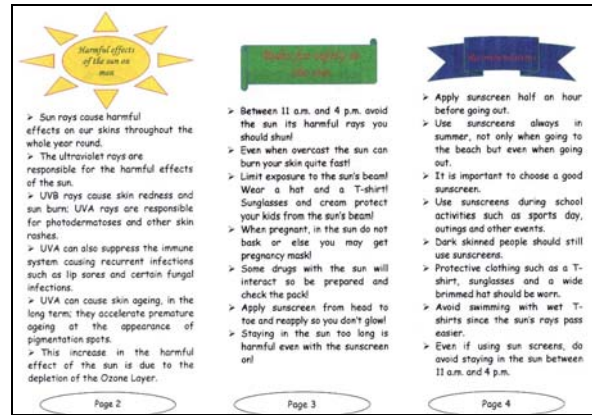 Harmful effects
of the sun on
man
➢ Sun rays cause harmful
effects on our skins throughout the
whole year round.
➢ The ultraviolet rays are
responsible for the harmful effects
of the sun.
➢ UVB rays cause skin redness and
sun burn; UVA rays are responsible
for photodermatoses and other skin
rashes.
➢ UVA can also suppress the immune
system causing recurrent infections
such as lip sores and certain fungal
infections.
➢ UVA can cause skin ageing, in the
long term; they accelerate premature
ageing at the appearance of
pigmentation spots.
➢ This increase in the harmful
effect of the sun is due to the
depletion of the Ozone Layer.
Page 2
the sun
➢ Between 11 a.m. and 4 p.m. avoid
the sun its harmful rays you
should shun!
➢ Even when overcast the sun can
burn your skin quite fast!
➢ Limit exposure to the sun's beam!
Wear a hat and a T-shirt!
Sunglasses and cream protect
your kids from the sun's beam!
➢ When pregnant, in the sun do not
bask or else you may get
pregnancy mask!
➢ Some drugs with the sun will
interact so be prepared and
check the pack!
➢ Apply sunscreen from head to
toe and reapply so you don't glow!
➢ Staying in the sun too long is
harmful even with the sunscreen
on!
Page 3
➢ Apply sunscreen half an hour
before going out.
➢ Use sunscreens always in
summer, not only when going to
the beach but even when going
out.
➢ It is important to choose a good
sunscreen.
➢ Use sunscreens during school
activities such as sports day,
outings and other events.
➢ Dark skinned people should still
use sunscreens.
➢ Protective clothing such as a T-
shirt, sunglasses and a wide
brimmed hat should be worn.
➢ Avoid swimming with wet T-
shirts since the sun's rays pass
easier.
➢ Even if using sun screens, do
avoid staying in the sun between
11 a.m. and 4 p.m.
Page 4